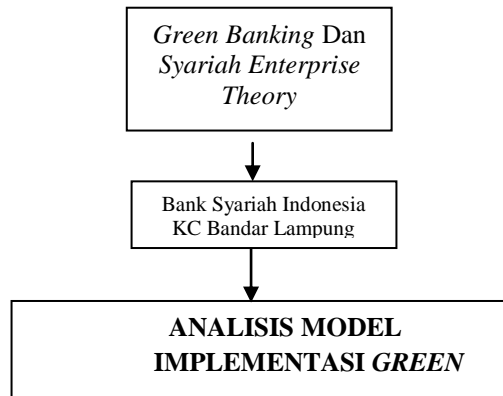 Green Banking Dan
Syariah Enterprise
Theory
Bank Syariah Indonesia
KC Bandar Lampung
ANALISIS MODEL
IMPLEMENTASI GREEN